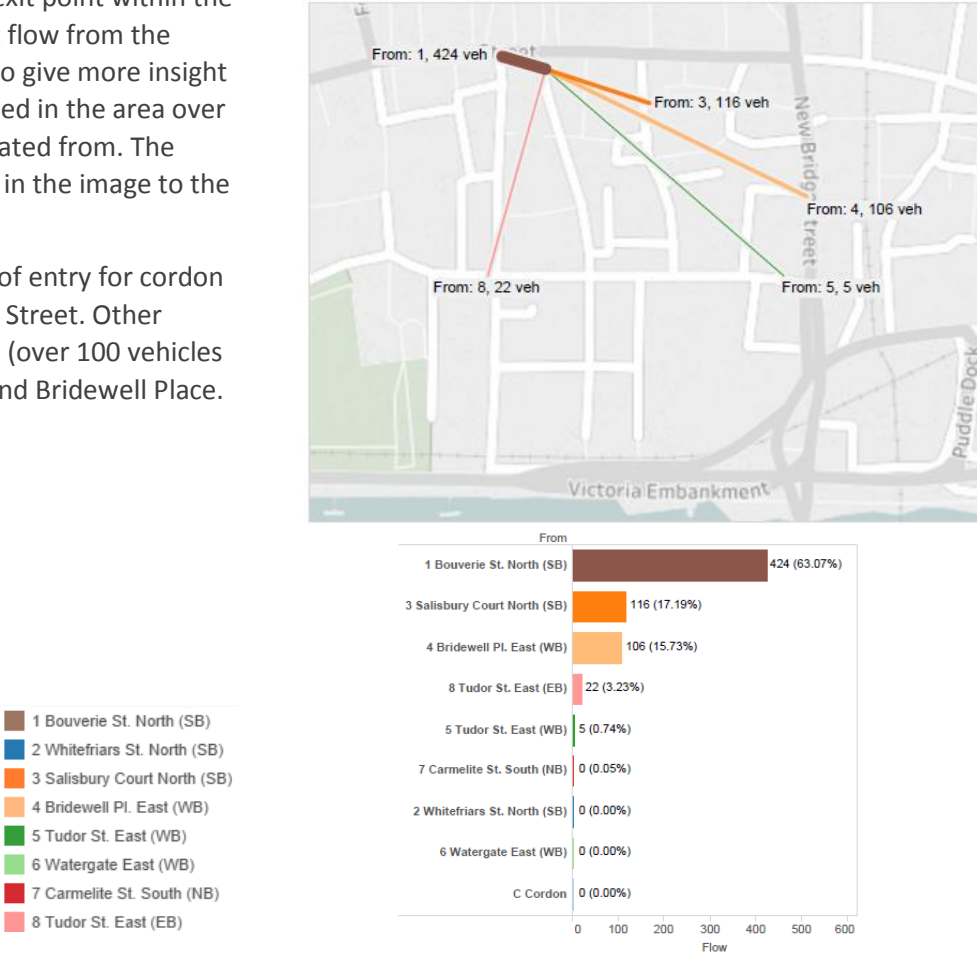 exit point within the
flow from the
o give more insight
ed in the area over
ated from. The
in the image to the
of entry for cordon
Street. Other
(over 100 vehicles
nd Bridewell Place.
Street
From: 1, 424 veh
From: 3, 116 veh
New Bridge Street
From: 4, 106 veh
From: 8, 22 veh
From: 5, 5 veh
Puddle Dock
Victoria Embankment
From
1 Bouverie St. North (SB) 424 (63.07%)
3 Salisbury Court North (SB) 116 (17.19%)
4 Bridewell Pl. East (WB) 106 (15.73%)
8 Tudor St. East (EB) 22 (3.23%)
5 Tudor St. East (WB) 5 (0.74%)
7 Carmelite St. South (NB) 0 (0.05%)
2 Whitefriars St. North (SB) 0 (0.00%)
6 Watergate East (WB) 0 (0.00%)
C Cordon 0 (0.00%)
0 100 200 300 400 500 600
Flow
1 Bouverie St. North (SB)
2 Whitefriars St. North (SB)
3 Salisbury Court North (SB)
4 Bridewell Pl. East (WB)
5 Tudor St. East (WB)
6 Watergate East (WB)
7 Carmelite St. South (NB)
8 Tudor St. East (EB)